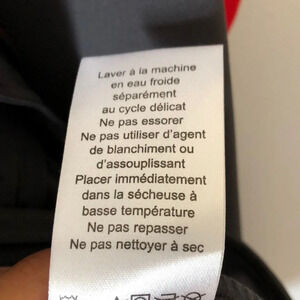 Laver à la machine
en eau froide
séparément
au cycle délicat
Ne pas essorer
Ne pas utiliser d'agent
de blanchiment ou
d'assouplissant
Placer immédiatement
dans la sécheuse à
basse température
Ne pas repasser
Ne pas nettoyer à sec